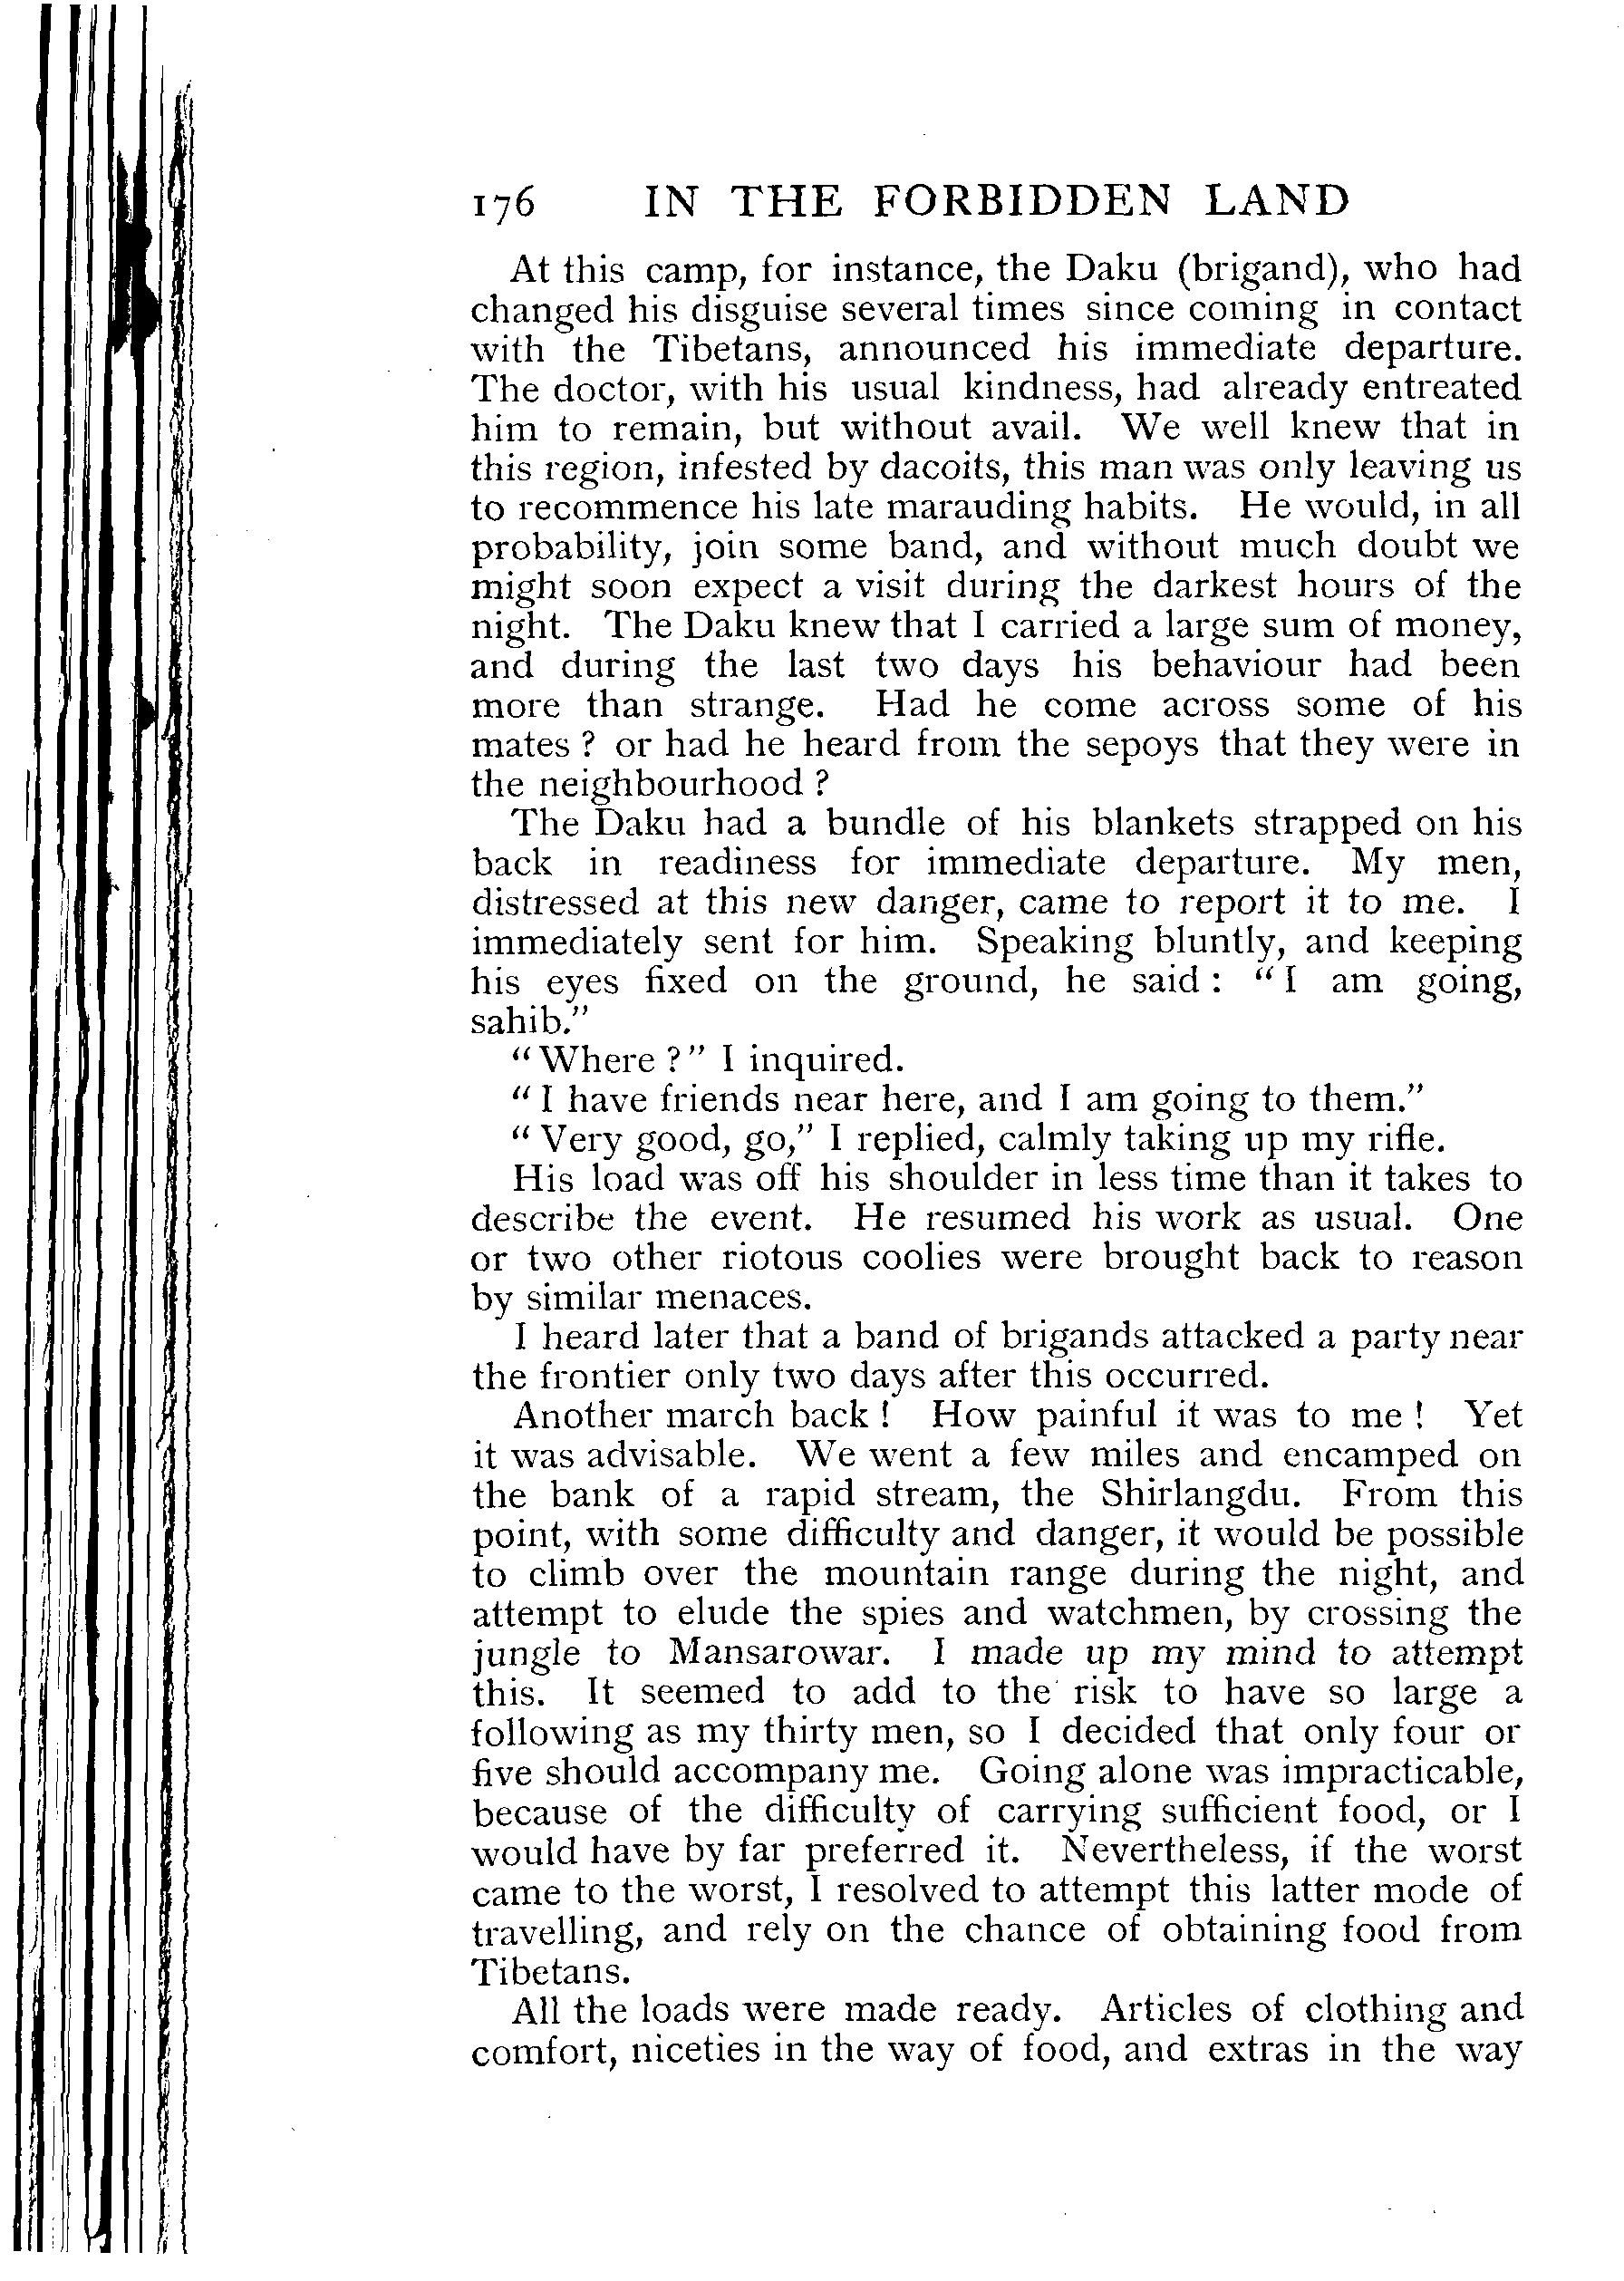 176 IN THE FORBIDDEN LAND
At this camp, for instance, the Daku (brigand), who had
changed his disguise several times since coming in contact
with the Tibetans, announced his immediate departure.
The doctor, with his usual kindness, had already entreated
him to remain, but without avail. We well knew that in
this region, infested by dacoits, this man was only leaving us
to recommence his late marauding habits. He would, in all
probability, join some band, and without much doubt we
might soon expect a visit during the darkest hours of the
night. The Daku knew that I carried a large sum of money,
and during the last two days his behaviour had been
more than strange. Had he come across some of his
mates ? or had he heard from the sepoys that they were in
the neighbourhood ?
The Daku had a bundle of his blankets strapped on his
back in readiness for immediate departure. My men,
distressed at this new danger, came to report it to me. I
immediately sent for him. Speaking bluntly, and keeping
his eyes fixed on the ground, he said : “ I am going,
sahib.”
“ Where ? ” I inquired.
“ I have friends near here, and I am going to them.”
“ Very good, go,” I replied, calmly taking up my rifle.
His load was off his shoulder in less time than it takes to
describe the event. He resumed his work as usual. One
or two other riotous coolies were brought back to reason
by similar menaces.
I heard later that a band of brigands attacked a party near
the frontier only two days after this occurred.
Another march back ! How painful it was to me ! Yet
it was advisable. We went a few miles and encamped on
the bank of a rapid stream, the Shirlangdu. From this
point, with some difficulty and danger, it would be possible
to climb over the mountain range during the night, and
attempt to elude the spies and watchmen, by crossing the
jungle to Mansarowar. I made up my mind to attempt
this. It seemed to add to the risk to have so large a
following as my thirty men, so I decided that only four or
five should accompany me. Going alone was impracticable,
because of the difficulty of carrying sufficient food, or I
would have by far preferred it. Nevertheless, if the worst
came to the worst, I resolved to attempt this latter mode of
travelling, and rely on the chance of obtaining food from
Tibetans.
All the loads were made ready. Articles of clothing and
comfort, niceties in the way of food, and extras in the way